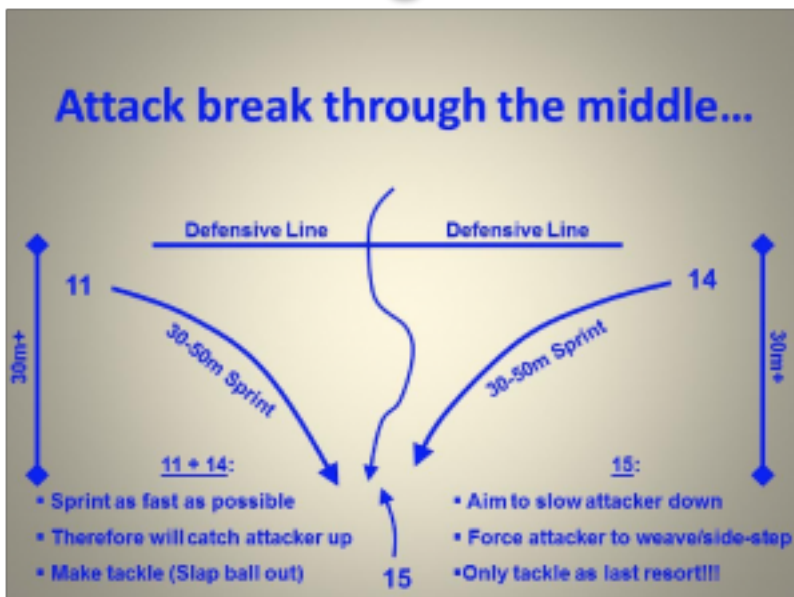 Attack break through the middle...
Defensive Line
Defensive Line
11
14
30m+
30-50m Sprint
30-50m Sprint
30m+
11 + 14:
▪ Sprint as fast as possible
▪ Therefore will catch attacker up
▪ Make tackle (Slap ball out)
15:
▪ Aim to slow attacker down
▪ Force attacker to weave/side-step
▪Only tackle as last resort!!!
15